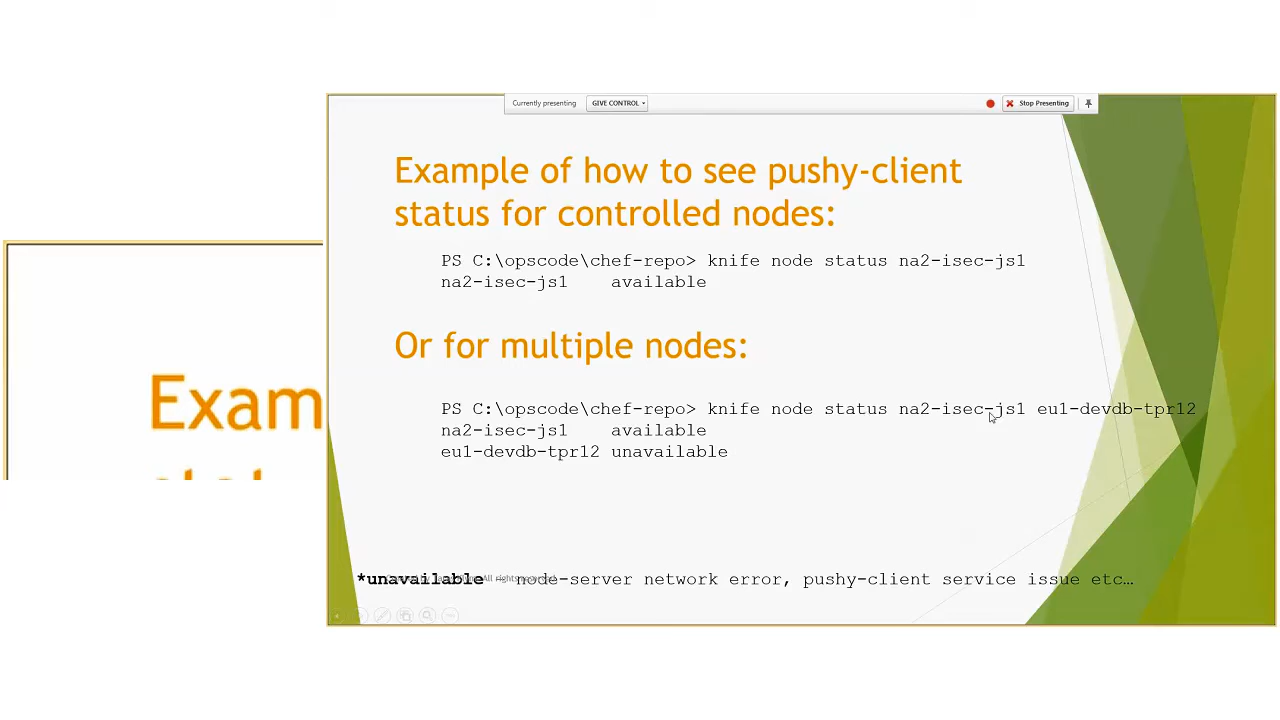 Currently presenting GIVE CONTROL Stop Presenting
Example of how to see pushy-client
status for controlled nodes:
PS C:\opscode\chef-repo> knife node status na2-isec-js1
na2-isec-js1 available
Or for multiple nodes:
PS C:\opscode\chef-repo> knife node status na2-isec-js1 eu1-devdb-tpr12
na2-isec-js1 available
eu1-devdb-tpr12 unavailable
*unavailable – node-server network error, pushy-client service issue etc…
Exam